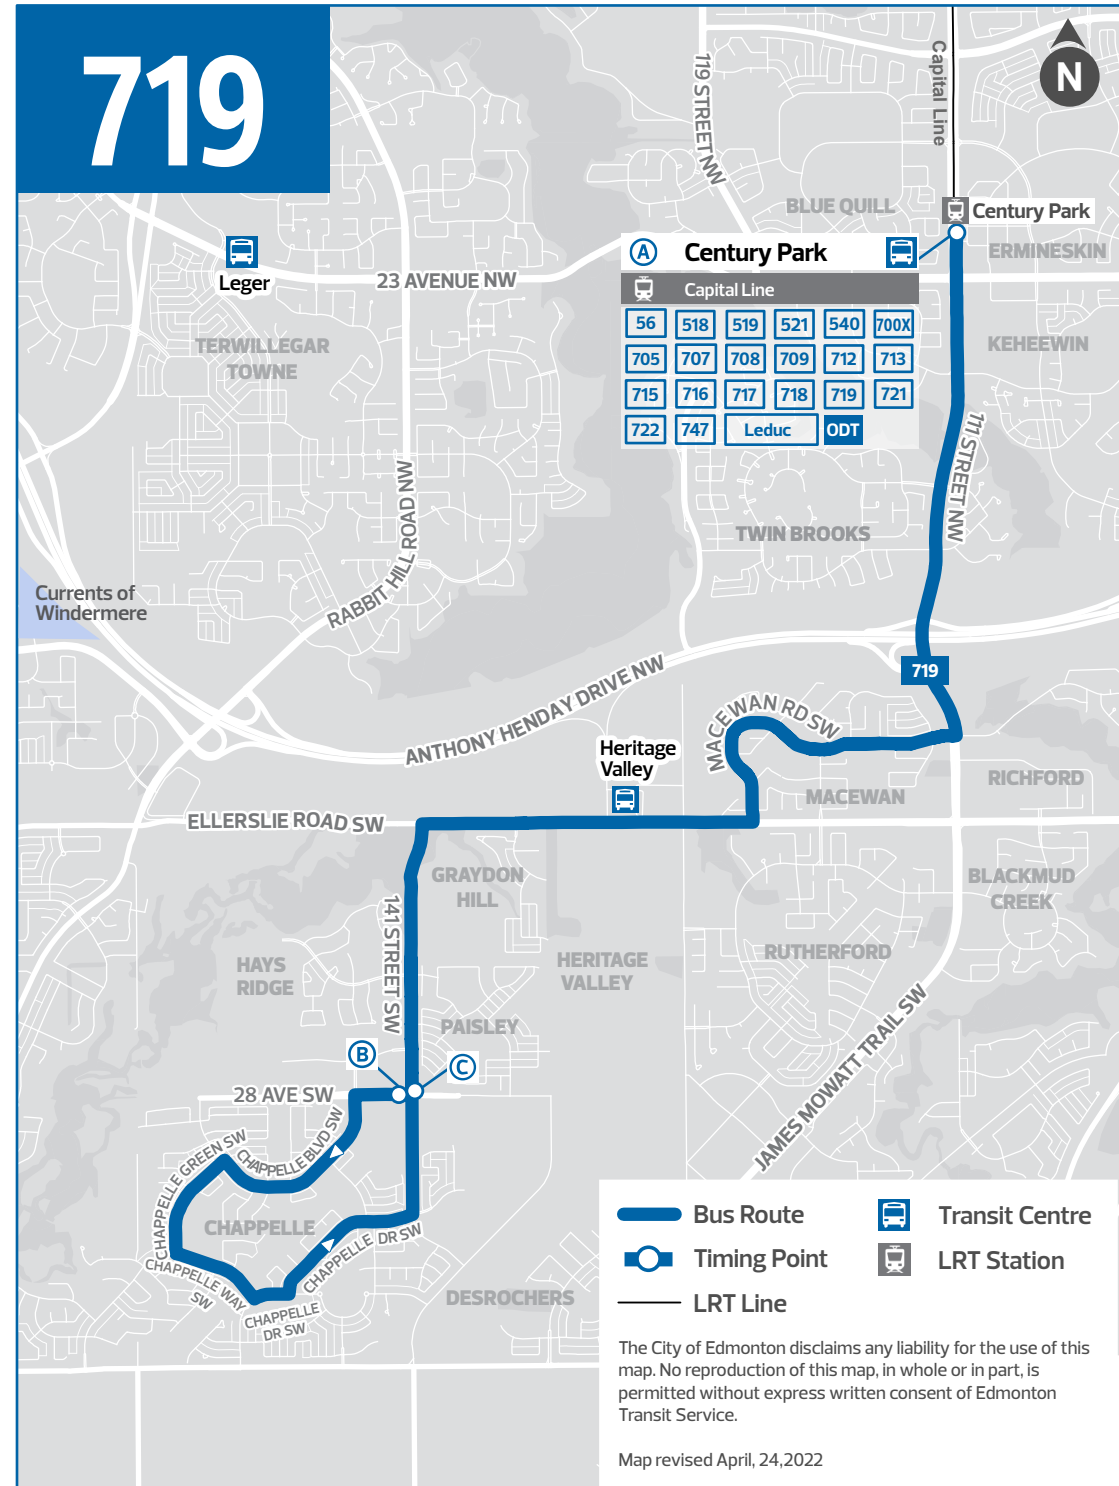 719
N
Capital Line
119 STREET NW
BLUE QUILL
Century Park
ERMINESKIN
Leger
23 AVENUE NW
A Century Park
Capital Line
56 518 519 521 540 700X
705 707 708 709 712 713
715 716 717 718 719 721
722 747 Leduc ODT
TERWILLEGAR
TOWNE
KEHEEWIN
111 STREET NW
RABBIT HILL ROAD NW
TWIN BROOKS
Currents of
Windermere
719
ANTHONY HENDAY DRIVE NW
MACEWAN RD SW
Heritage
Valley
RICHFORD
MACEWAN
ELLERSLIE ROAD SW
GRAYDON
HILL
BLACKMUD
CREEK
141 STREET SW
HAYS
RIDGE
HERITAGE
VALLEY
RUTHERFORD
PAISLEY
JAMES MOWATT TRAIL SW
B
C
28 AVE SW
CHAPPELLE BLVD SW
CHAPPELLE GREEN SW
CHAPPELLE
CHAPPELLE DR SW
CHAPPELLE WAY
SW
CHAPPELLE
DR SW
DESROCHERS
Bus Route
Transit Centre
Timing Point
LRT Station
LRT Line
The City of Edmonton disclaims any liability for the use of this
map. No reproduction of this map, in whole or in part, is
permitted without express written consent of Edmonton
Transit Service.
Map revised April, 24,2022